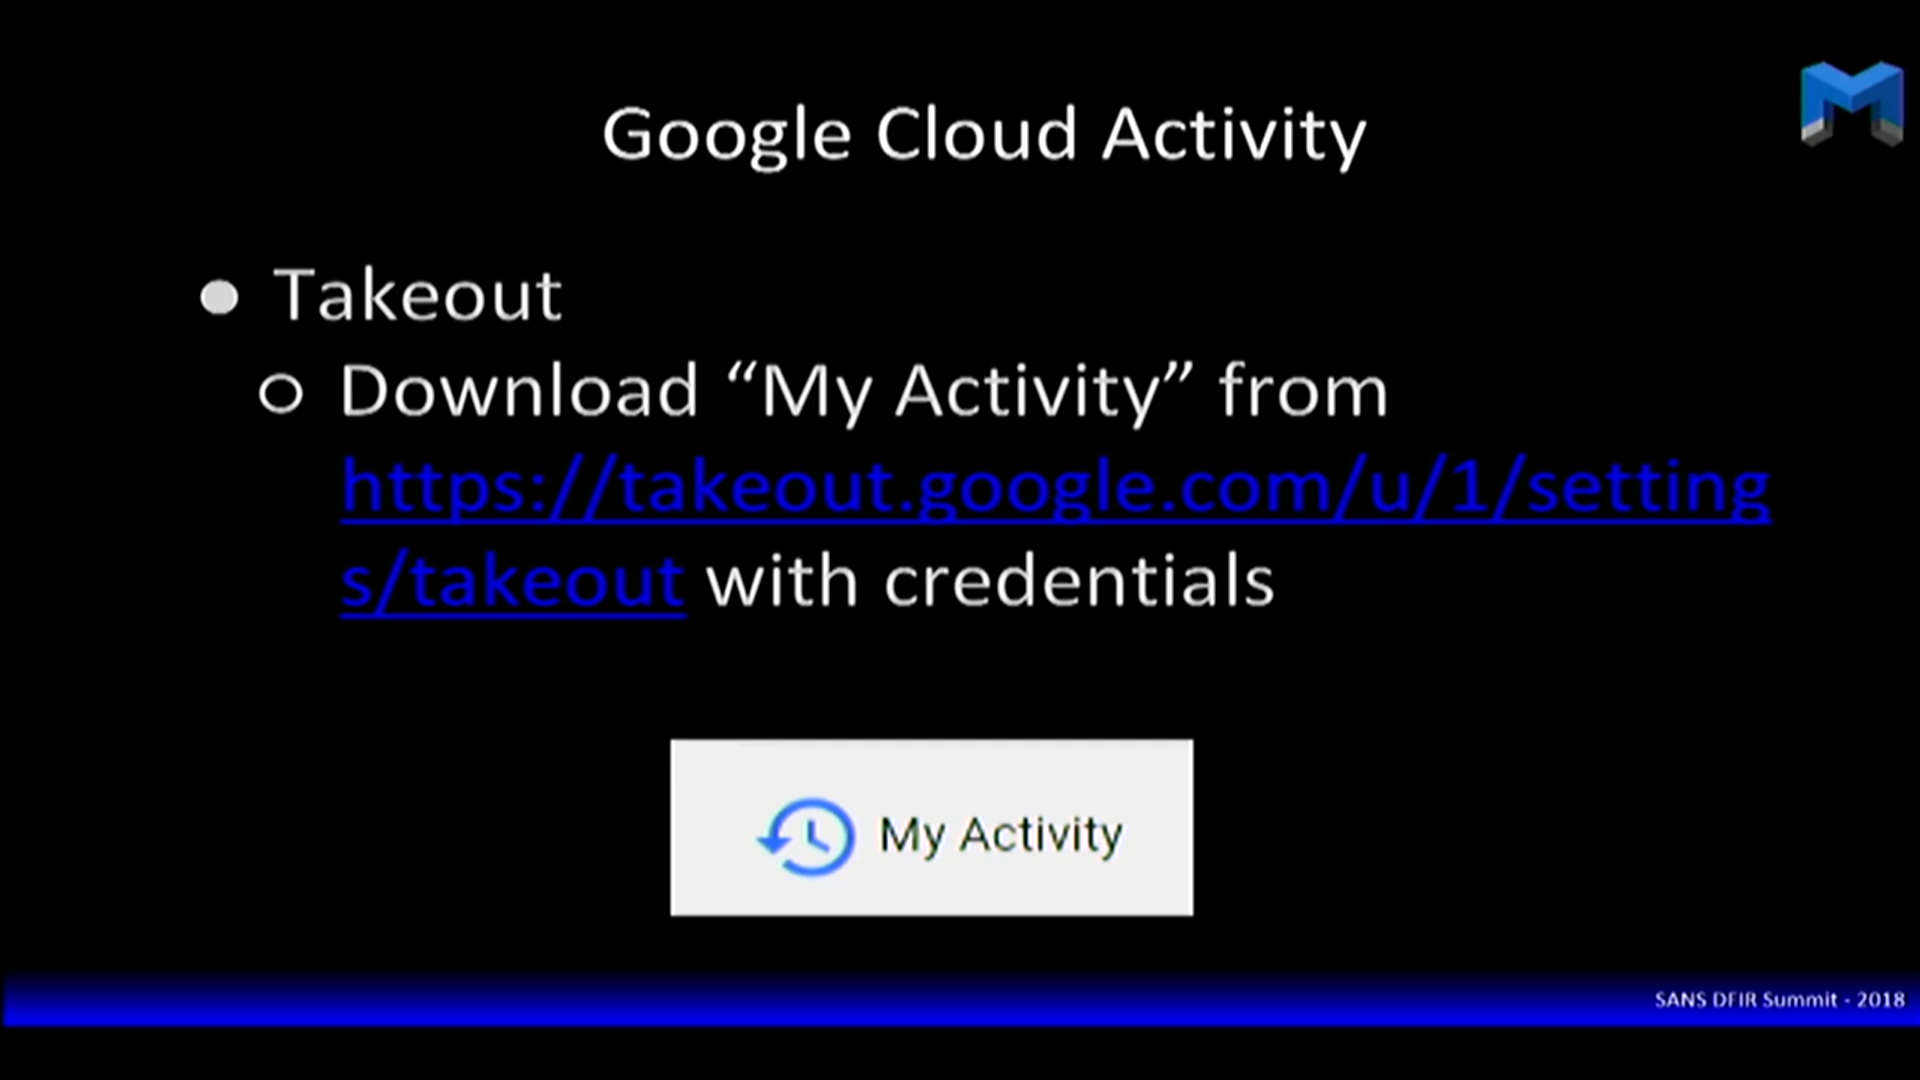 Google Cloud Activity
Takeout
Download “My Activity” from
https://takeout.google.com/u/1/setting
s/takeout with credentials
My Activity
SANS DFIR Summit - 2018